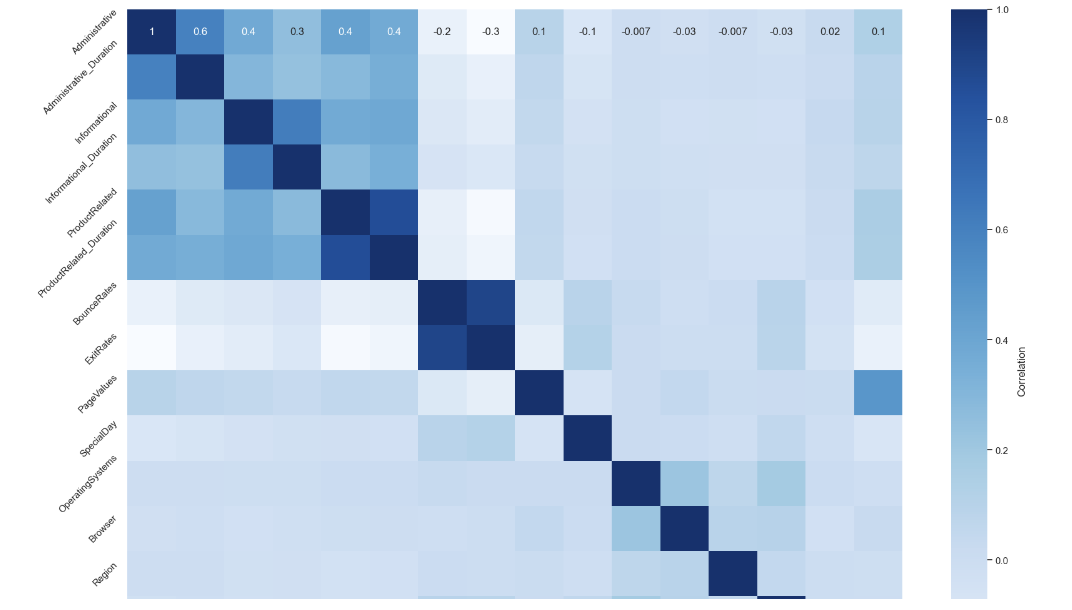 Administrative
1 0.6 0.4 0.3 0.4 0.4 -0.2 -0.3 0.1 -0.1 -0.007 -0.03 -0.007 -0.03 0.02 0.1
Administrative_Duration
Informational
Informational_Duration
ProductRelated
ProductRelated_Duration
BounceRates
ExitRates
PageValues
SpecialDay
OperatingSystems
Browser
Region
1.0
0.8
0.6
0.4
0.2
0.0
Correlation